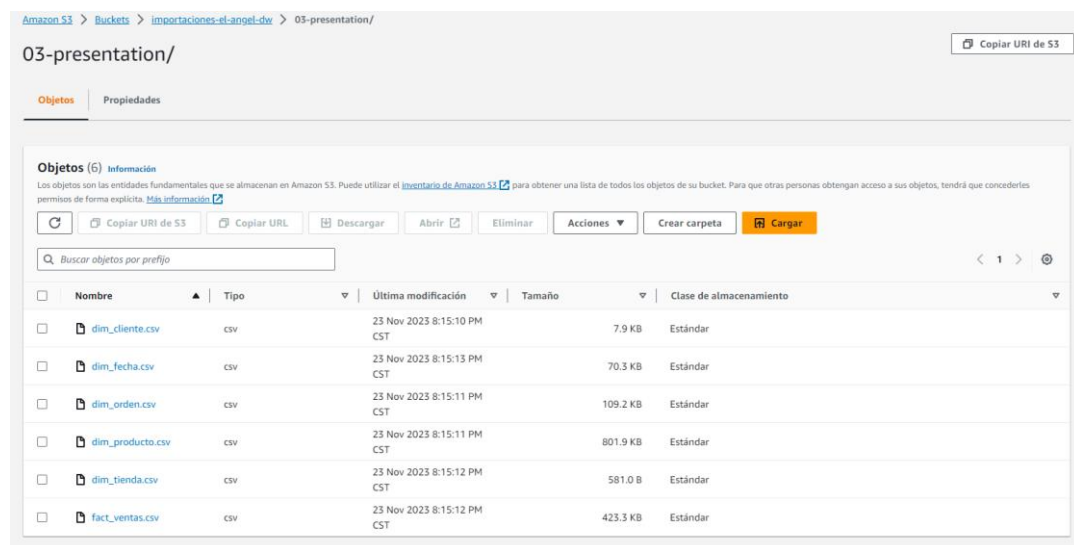 Amazon S3 > Buckets > importaciones-el-angel-dw > 03-presentation/
03-presentation/
Copiar URI de S3
Objetos Propiedades
Objetos (6) Información
Los objetos son las entidades fundamentales que se almacenan en Amazon S3. Puede utilizar el inventario de Amazon S3 para obtener una lista de todos los objetos de su bucket. Para que otras personas obtengan acceso a sus objetos, tendrá que concederles
permisos de forma explícita. Más información
Copiar URI de S3 Copiar URL Descargar Abrir Eliminar Acciones Crear carpeta Cargar
Buscar objetos por prefijo
< 1 >
Nombre Tipo Última modificación Tamaño Clase de almacenamiento
dim_cliente.csv csv 23 Nov 2023 8:15:10 PM 7.9 KB Estándar
CST
dim_fecha.csv csv 23 Nov 2023 8:15:13 PM 70.3 KB Estándar
CST
dim_orden.csv csv 23 Nov 2023 8:15:11 PM 109.2 KB Estándar
CST
dim_producto.csv csv 23 Nov 2023 8:15:11 PM 801.9 KB Estándar
CST
dim_tienda.csv csv 23 Nov 2023 8:15:12 PM 581.0 B Estándar
CST
fact_ventas.csv csv 23 Nov 2023 8:15:12 PM 423.3 KB Estándar
CST